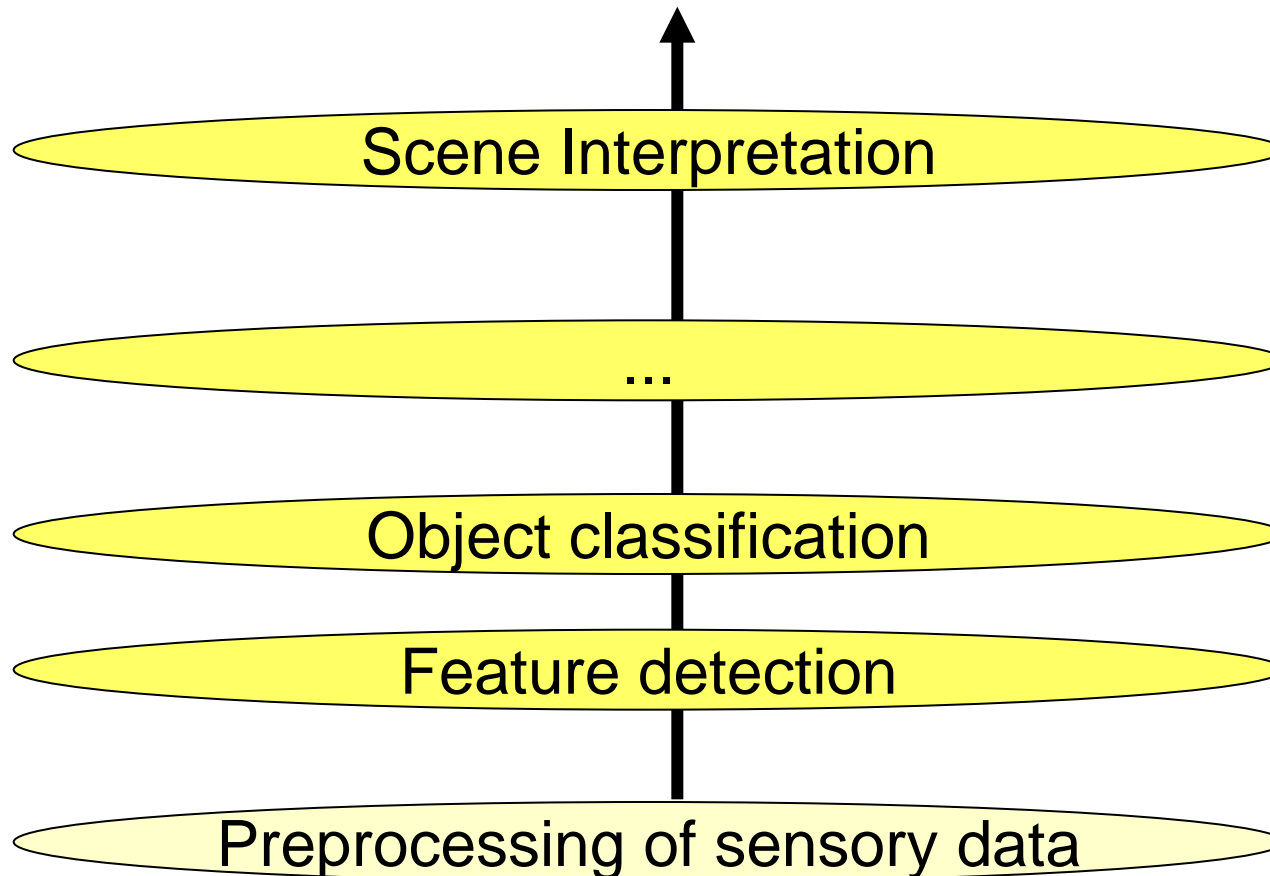 Scene Interpretation
...
Object classification
Feature detection
Preprocessing of sensory data